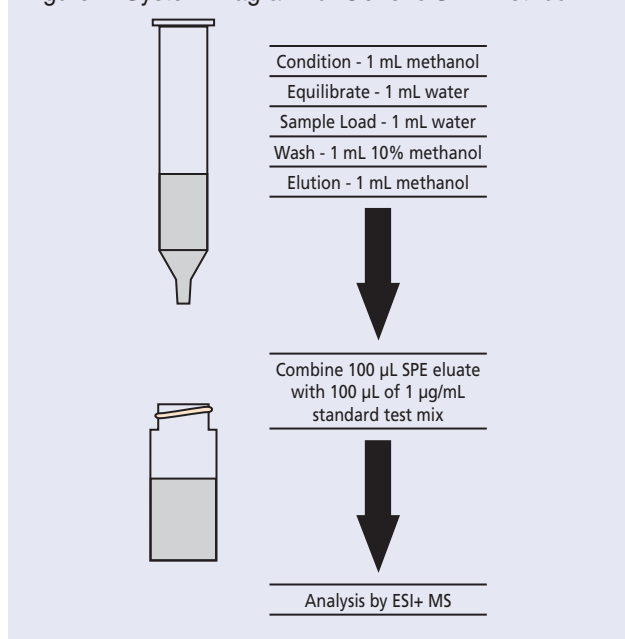 Condition - 1 mL methanol
Equilibrate - 1 mL water
Sample Load - 1 mL water
Wash - 1 mL 10% methanol
Elution - 1 mL methanol
Combine 100 µL SPE eluate
with 100 µL of 1 µg/mL
standard test mix
Analysis by ESI+ MS